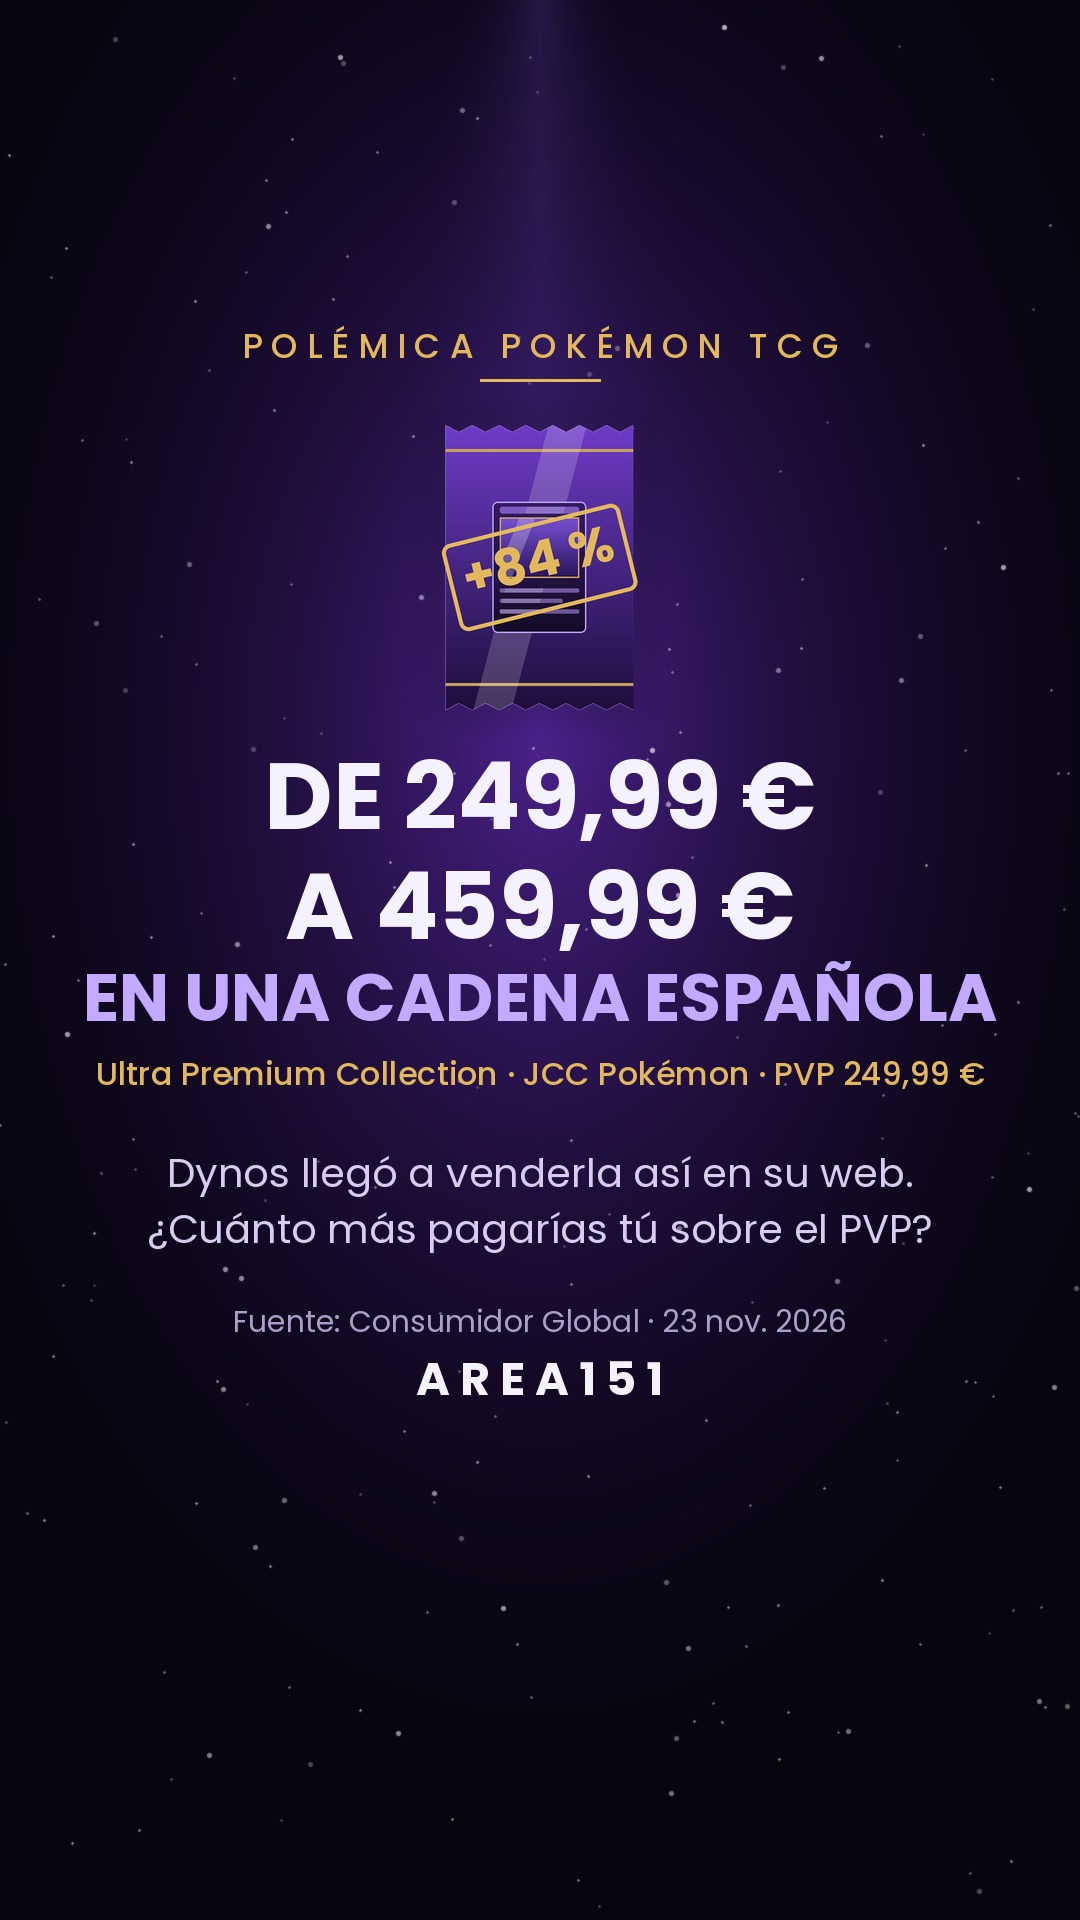 POLÉMICA POKÉMON TCG
+84 %
DE 249,99 €
A 459,99 €
EN UNA CADENA ESPAÑOLA
Ultra Premium Collection · JCC Pokémon · PVP 249,99 €
Dynos llegó a venderla así en su web.
¿Cuánto más pagarías tú sobre el PVP?
Fuente: Consumidor Global · 23 nov. 2026
AREA151